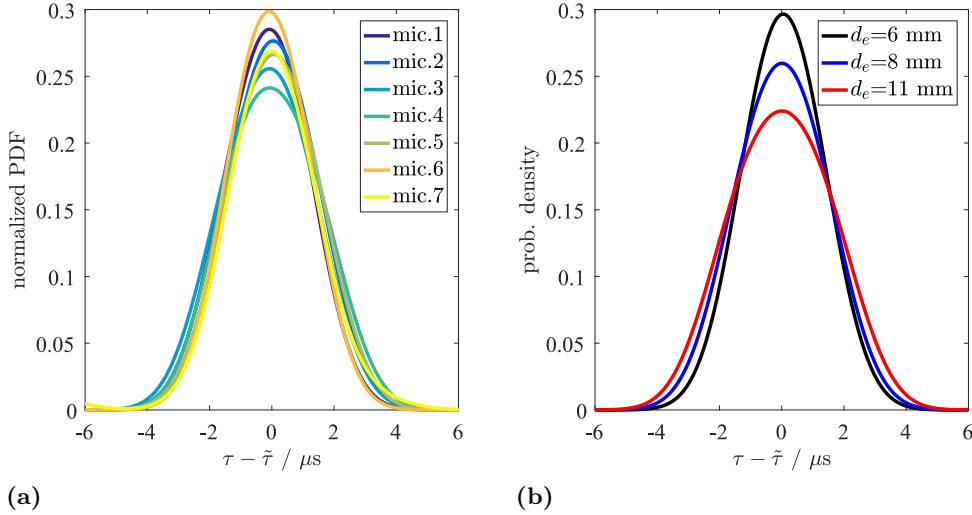 0.3
0.25
0.2
0.15
0.1
0.05
0
normalized PDF
mic.1
mic.2
mic.3
mic.4
mic.5
mic.6
mic.7
-6 -4 -2 0 2 4 6
τ − τ̃ / μs
(a)
0.3
0.25
0.2
0.15
0.1
0.05
0
prob. density
d_e=6 mm
d_e=8 mm
d_e=11 mm
-6 -4 -2 0 2 4 6
τ − τ̃ / μs
(b)